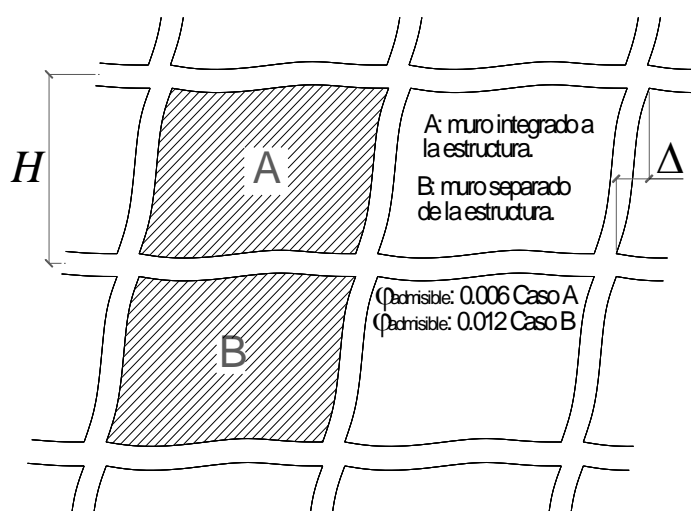 H
A
A: muro integrado a
la estructura.
B: muro separado
de la estructura.
Δ
φadmisible: 0.006 Caso A
φadmisible: 0.012 Caso B
B